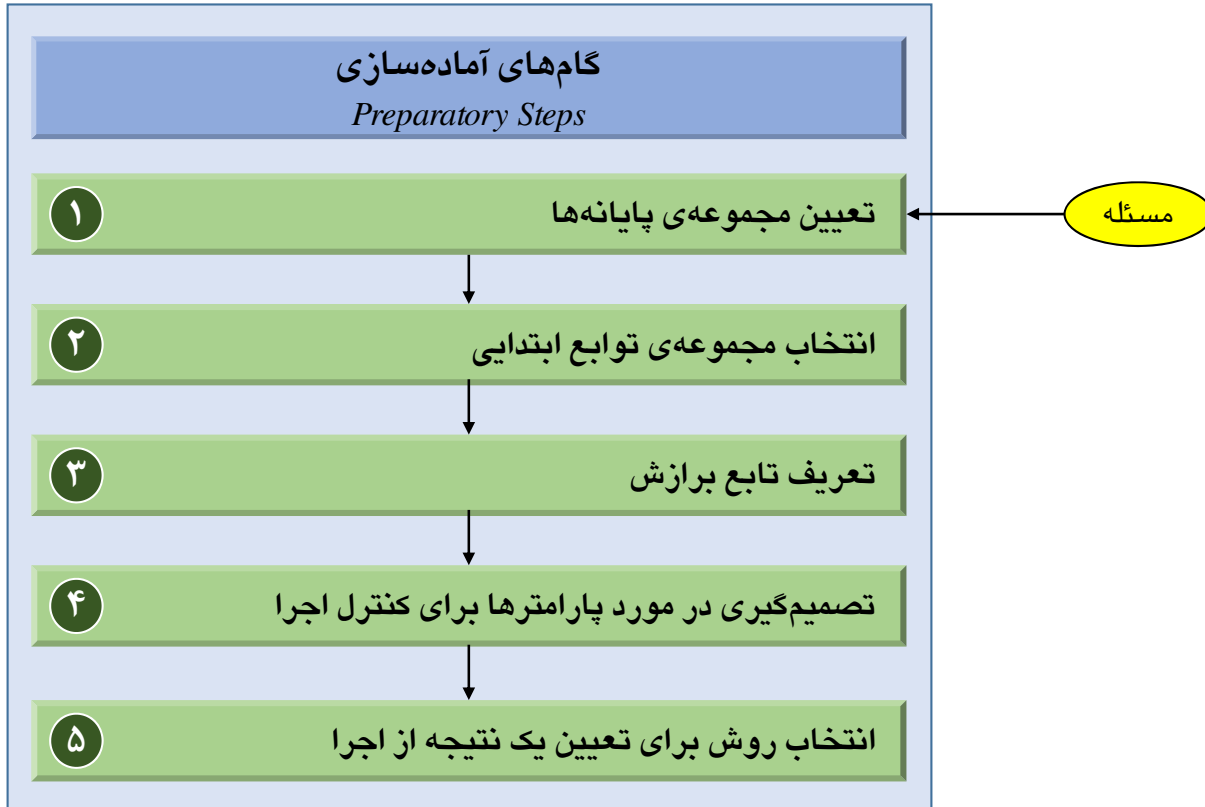 گام‌های آماده‌سازی
Preparatory Steps
تعیین مجموعه‌ی پایانه‌ها
۱
مسئله
انتخاب مجموعه‌ی توابع ابتدایی
۲
تعریف تابع برازش
۳
تصمیم‌گیری در مورد پارامترها برای کنترل اجرا
۴
انتخاب روش برای تعیین یک نتیجه از اجرا
۵